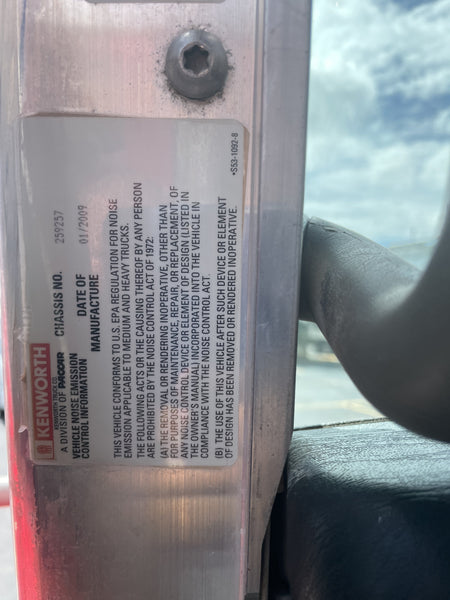 KENWORTH
KENWORTH TRUCK CO.
A DIVISION OF PACCAR
VEHICLE NOISE EMISSION
CONTROL INFORMATION
CHASSIS NO. 259257
DATE OF 01/2009
MANUFACTURE
THIS VEHICLE CONFORMS TO U.S. EPA REGULATION FOR NOISE
EMISSION APPLICABLE TO MEDIUM AND HEAVY TRUCKS.
THE FOLLOWING ACTS OR THE CAUSING THEREOF BY ANY PERSON
ARE PROHIBITED BY THE NOISE CONTROL ACT OF 1972:
(A) THE REMOVAL OR RENDERING INOPERATIVE, OTHER THAN
FOR PURPOSES OF MAINTENANCE, REPAIR, OR REPLACEMENT, OF
ANY NOISE CONTROL DEVICE OR ELEMENT OF DESIGN (LISTED IN
THE OWNER'S MANUAL) INCORPORATED INTO THE VEHICLE IN
COMPLIANCE WITH THE NOISE CONTROL ACT
(B) THE USE OF THE VEHICLE AFTER SUCH DEVICE OR ELEMENT
OF DESIGN HAS BEEN REMOVED OR RENDERED INOPERATIVE.
*S53-1092-8